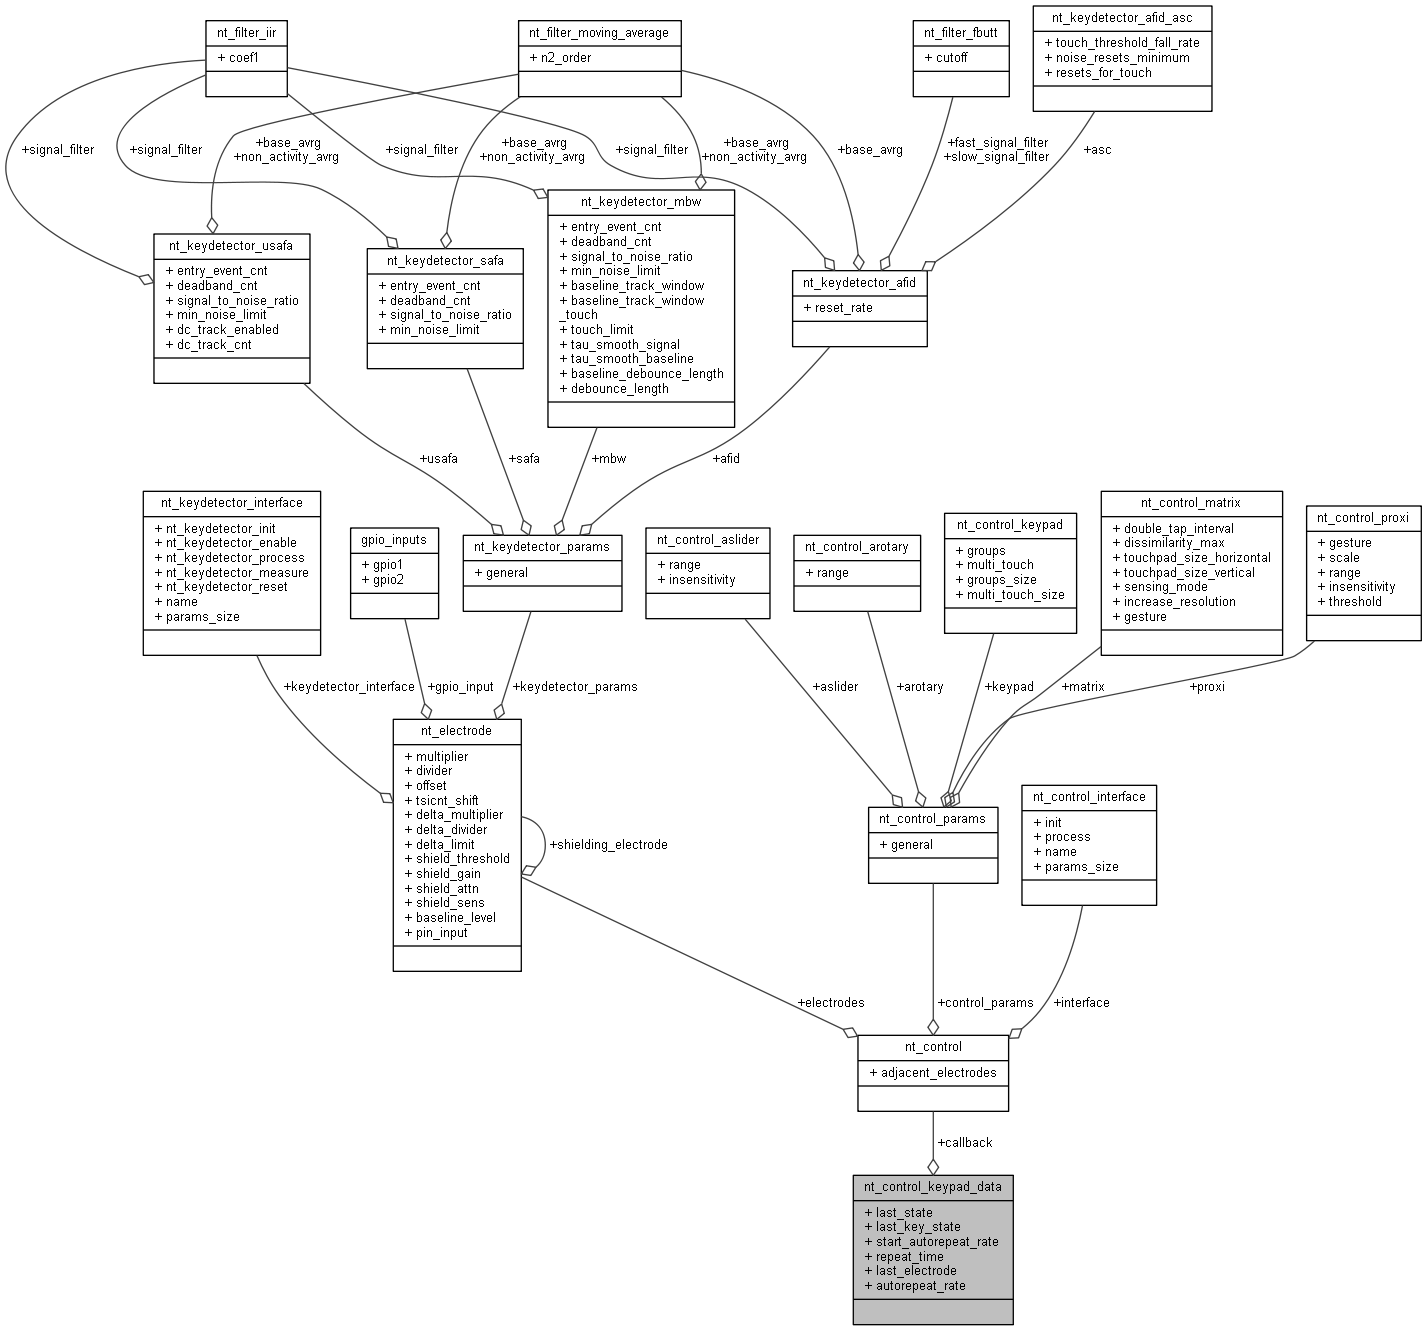 nt_filter_iir
+ coef1
nt_filter_moving_average
+ n2_order
nt_filter_fbutt
+ cutoff
nt_keydetector_afid_asc
+ touch_threshold_fall_rate
+ noise_resets_minimum
+ resets_for_touch
+signal_filter
+signal_filter
+base_avrg
+non_activity_avrg
+signal_filter
+base_avrg
+non_activity_avrg
+signal_filter
+base_avrg
+non_activity_avrg
+base_avrg
+fast_signal_filter
+slow_signal_filter
+asc
nt_keydetector_usafa
+ entry_event_cnt
+ deadband_cnt
+ signal_to_noise_ratio
+ min_noise_limit
+ dc_track_enabled
+ dc_track_cnt
nt_keydetector_safa
+ entry_event_cnt
+ deadband_cnt
+ signal_to_noise_ratio
+ min_noise_limit
nt_keydetector_mbw
+ entry_event_cnt
+ deadband_cnt
+ signal_to_noise_ratio
+ min_noise_limit
+ baseline_track_window
+ baseline_track_window
_touch
+ touch_limit
+ tau_smooth_signal
+ tau_smooth_baseline
+ baseline_debounce_length
+ debounce_length
nt_keydetector_afid
+ reset_rate
+usafa
+safa
+mbw
+afid
nt_keydetector_interface
+ nt_keydetector_init
+ nt_keydetector_enable
+ nt_keydetector_process
+ nt_keydetector_measure
+ nt_keydetector_reset
+ name
+ params_size
gpio_inputs
+ gpio1
+ gpio2
nt_keydetector_params
+ general
nt_control_aslider
+ range
+ insensitivity
nt_control_arotary
+ range
nt_control_keypad
+ groups
+ multi_touch
+ groups_size
+ multi_touch_size
nt_control_matrix
+ double_tap_interval
+ dissimilarity_max
+ touchpad_size_horizontal
+ touchpad_size_vertical
+ sensing_mode
+ increase_resolution
+ gesture
nt_control_proxi
+ gesture
+ scale
+ range
+ insensitivity
+ threshold
+keydetector_interface
+gpio_input
+keydetector_params
+aslider
+arotary
+keypad
+matrix
+proxi
nt_electrode
+ multiplier
+ divider
+ offset
+ tsicnt_shift
+ delta_multiplier
+ delta_divider
+ delta_limit
+ shield_threshold
+ shield_gain
+ shield_attn
+ shield_sens
+ baseline_level
+ pin_input
+shielding_electrode
nt_control_params
+ general
nt_control_interface
+ init
+ process
+ name
+ params_size
+electrodes
+control_params
+interface
nt_control
+ adjacent_electrodes
+callback
nt_control_keypad_data
+ last_state
+ last_key_state
+ start_autorepeat_rate
+ repeat_time
+ last_electrode
+ autorepeat_rate